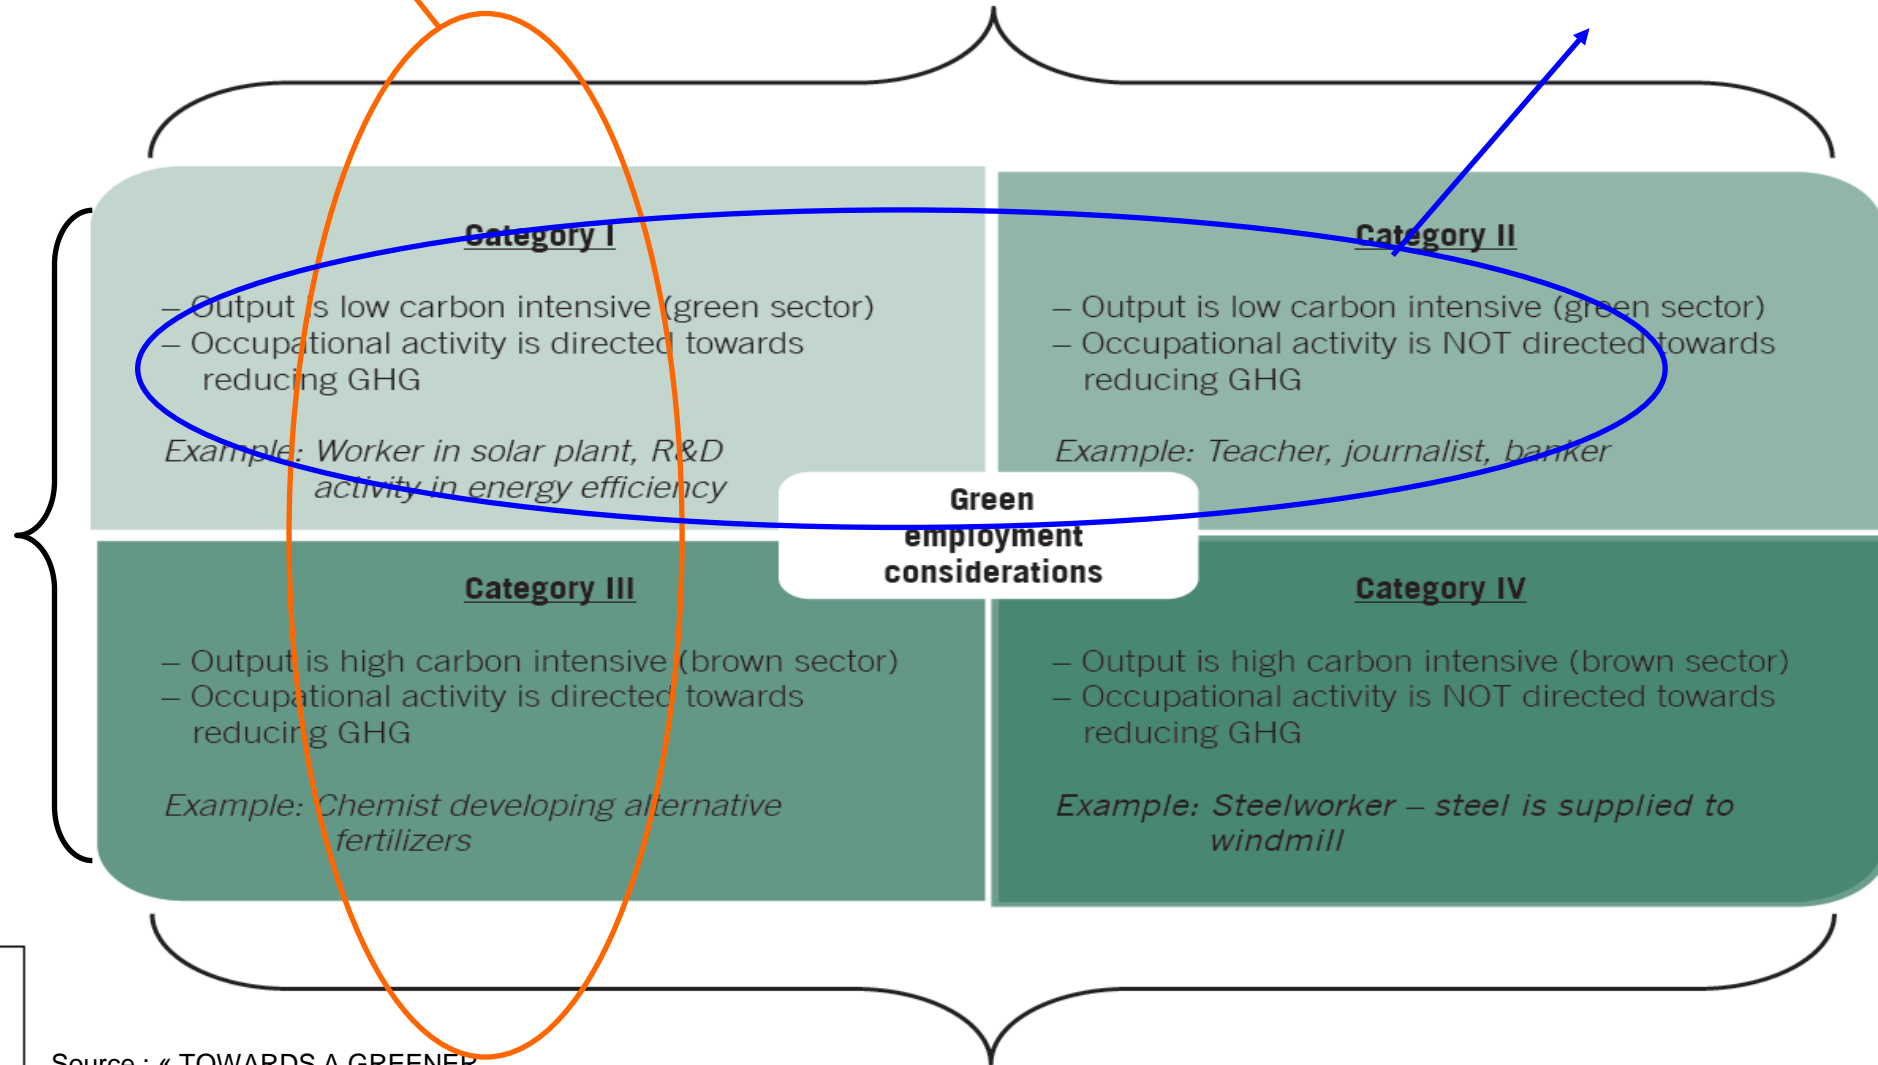 Category I
– Output is low carbon intensive (green sector)
– Occupational activity is directed towards
reducing GHG
Example: Worker in solar plant, R&D
activity in energy efficiency
Category II
– Output is low carbon intensive (green sector)
– Occupational activity is NOT directed towards
reducing GHG
Example: Teacher, journalist, banker
Green
employment
considerations
Category III
– Output is high carbon intensive (brown sector)
– Occupational activity is directed towards
reducing GHG
Example: Chemist developing alternative
fertilizers
Category IV
– Output is high carbon intensive (brown sector)
– Occupational activity is NOT directed towards
reducing GHG
Example: Steelworker – steel is supplied to
windmill
Source : « TOWARDS A GREENER